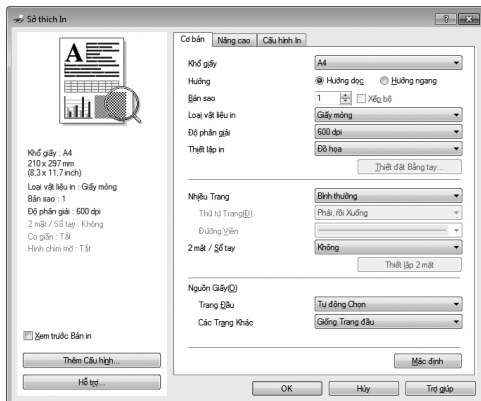 Sở thích In
Cơ bản Nâng cao Cấu hình In
A
Khổ giấy : A4
210 x 297 mm
(8,3 x 11,7 inch)
Loại vật liệu in : Giấy mỏng
Bản sao : 1
Độ phân giải : 600 dpi
2 mặt / Sổ tay : Không
Co giãn : Tắt
Hình chìm mờ : Tắt
Xem trước Bản in
Thêm Cấu hình...
Hỗ trợ...
Khổ giấy A4
Hướng Hướng dọc Hướng ngang
Bản sao 1 Xếp bộ
Loại vật liệu in Giấy mỏng
Độ phân giải 600 dpi
Thiết lập in Đồ họa
Thiết đặt Bằng tay...
Nhiều Trang Bình thường
Thứ tự Trang(D) Phải, rồi Xuống
Đường Viền
2 mặt / Sổ tay Không
Thiết lập 2 mặt
Nguồn Giấy(O)
Trang Đầu Tự động Chọn
Các Trang Khác Giống Trang đầu
Mặc định
OK Hủy Trợ giúp